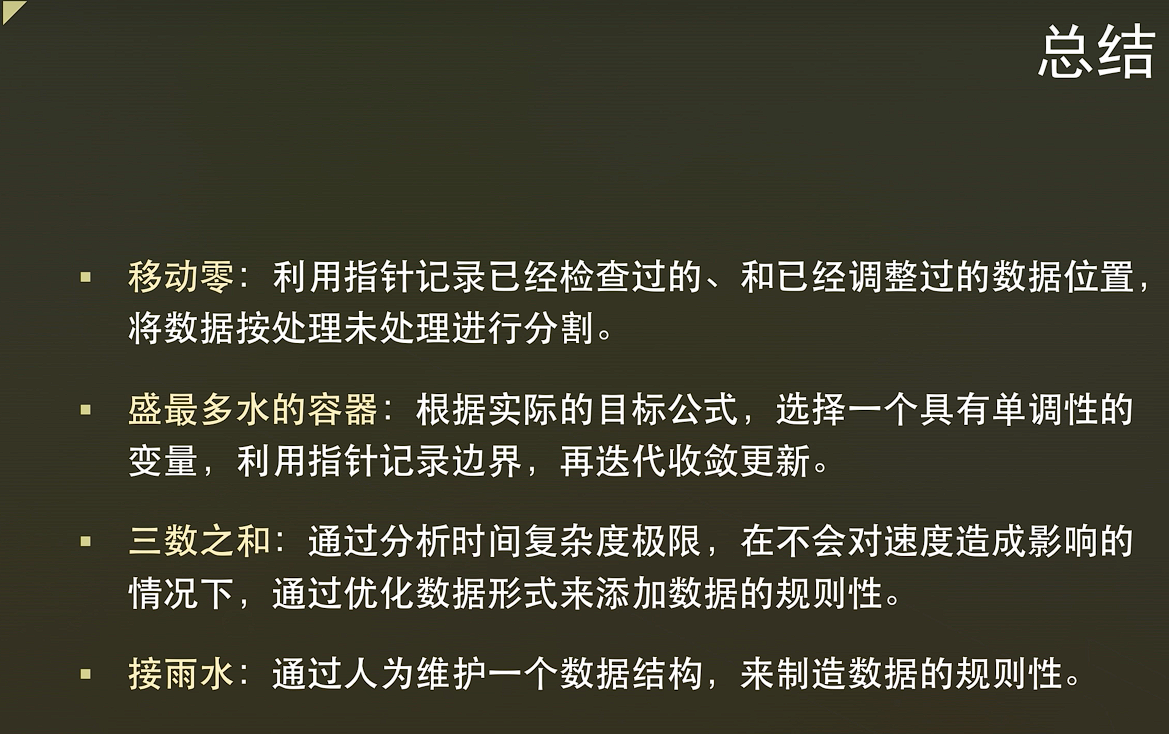 总结
移动零：利用指针记录已经检查过的、和已经调整过的数据位置，
将数据按处理未处理进行分割。
盛最多水的容器：根据实际的目标公式，选择一个具有单调性的
变量，利用指针记录边界，再迭代收敛更新。
三数之和：通过分析时间复杂度极限，在不会对速度造成影响的
情况下，通过优化数据形式来添加数据的规则性。
接雨水：通过人为维护一个数据结构，来制造数据的规则性。